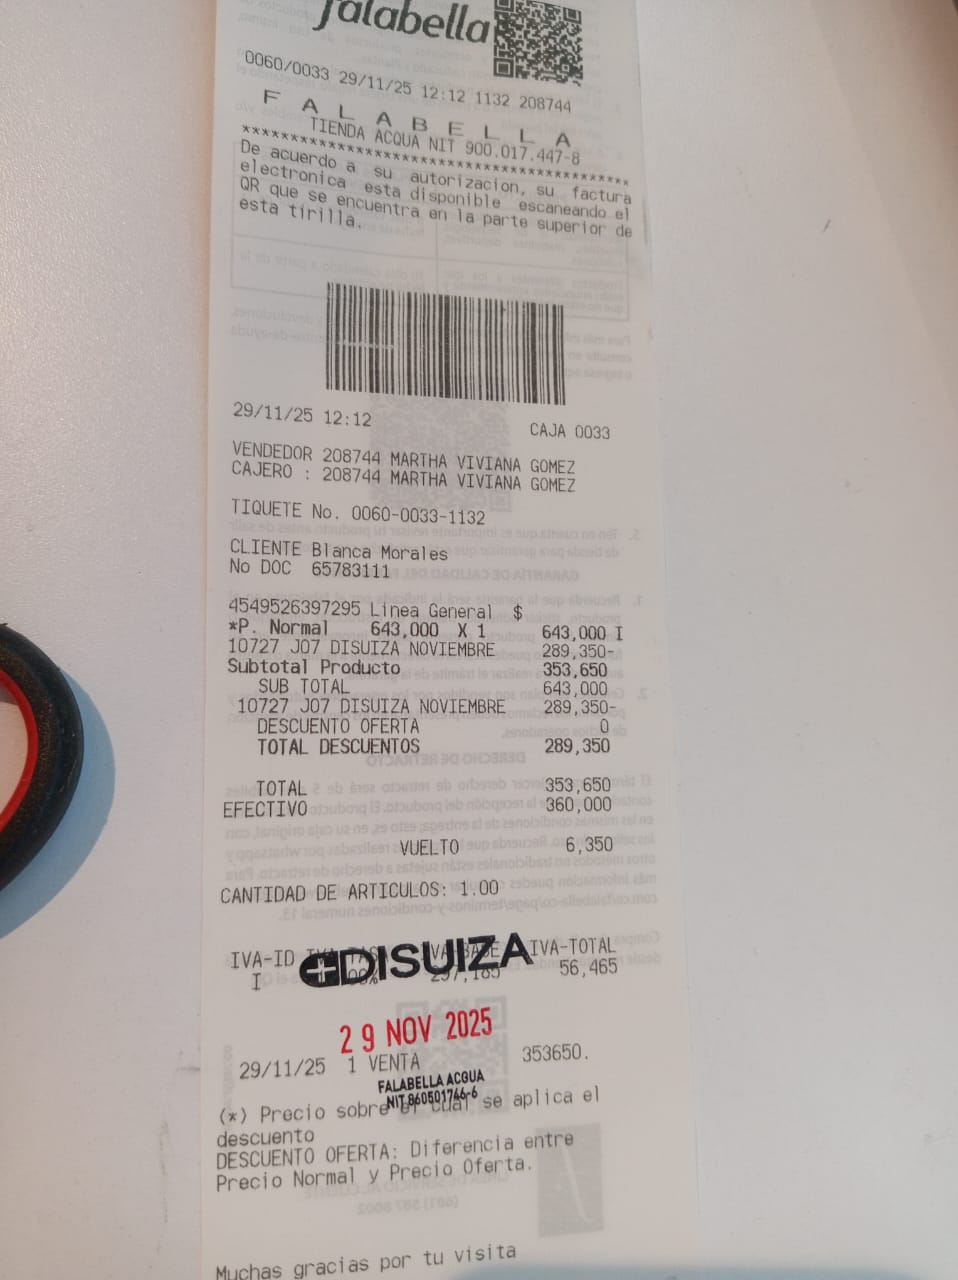 falabella
0060/0033 29/11/25 12:12 1132 208744
F A L A B E L L A
TIENDA ACQUA NIT 900.017.447-8
******************************************
De acuerdo a su autorizacion, su factura
electronica esta disponible escaneando el
QR que se encuentra en la parte superior de
esta tirilla.
29/11/25 12:12 CAJA 0033
VENDEDOR 208744 MARTHA VIVIANA GOMEZ
CAJERO : 208744 MARTHA VIVIANA GOMEZ
TIQUETE No. 0060-0033-1132
CLIENTE Blanca Morales
No DOC 65783111
4549526397295 Linea General $
*P. Normal 643,000 X 1 643,000 I
10727 J07 DISUIZA NOVIEMBRE 289,350-
Subtotal Producto 353,650
SUB TOTAL 643,000
10727 J07 DISUIZA NOVIEMBRE 289,350-
DESCUENTO OFERTA 0
TOTAL DESCUENTOS 289,350
TOTAL 353,650
EFECTIVO 360,000
VUELTO 6,350
CANTIDAD DE ARTICULOS: 1.00
IVA-ID IVA-BASE IVA-TOTAL
I 297,185 56,465
DISUIZA
29 NOV 2025
29/11/25 1 VENTA 353650.
FALABELLA ACQUA
NIT 860501766-6
(*) Precio sobre el cual se aplica el
descuento
DESCUENTO OFERTA: Diferencia entre
Precio Normal y Precio Oferta.
Muchas gracias por tu visita